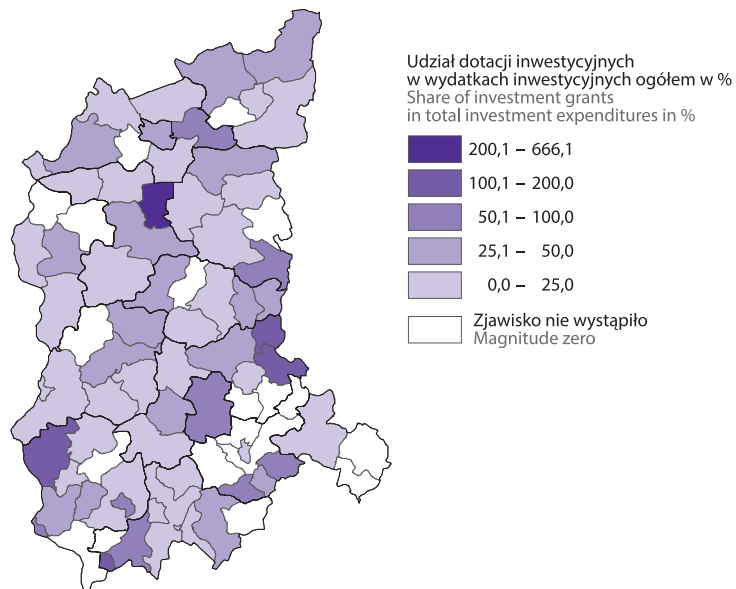 Udział dotacji inwestycyjnych
w wydatkach inwestycyjnych ogółem w %
Share of investment grants
in total investment expenditures in %
200,1 – 666,1
100,1 – 200,0
50,1 – 100,0
25,1 – 50,0
0,0 – 25,0
Zjawisko nie wystąpiło
Magnitude zero